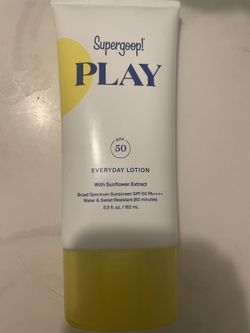 Supergoop!
PLAY
SPF
50
EVERYDAY LOTION
With Sunflower Extract
Broad Spectrum Sunscreen SPF 50 PA++++
Water & Sweat Resistant (80 minutes)
5.5 fl. oz. / 162 mL